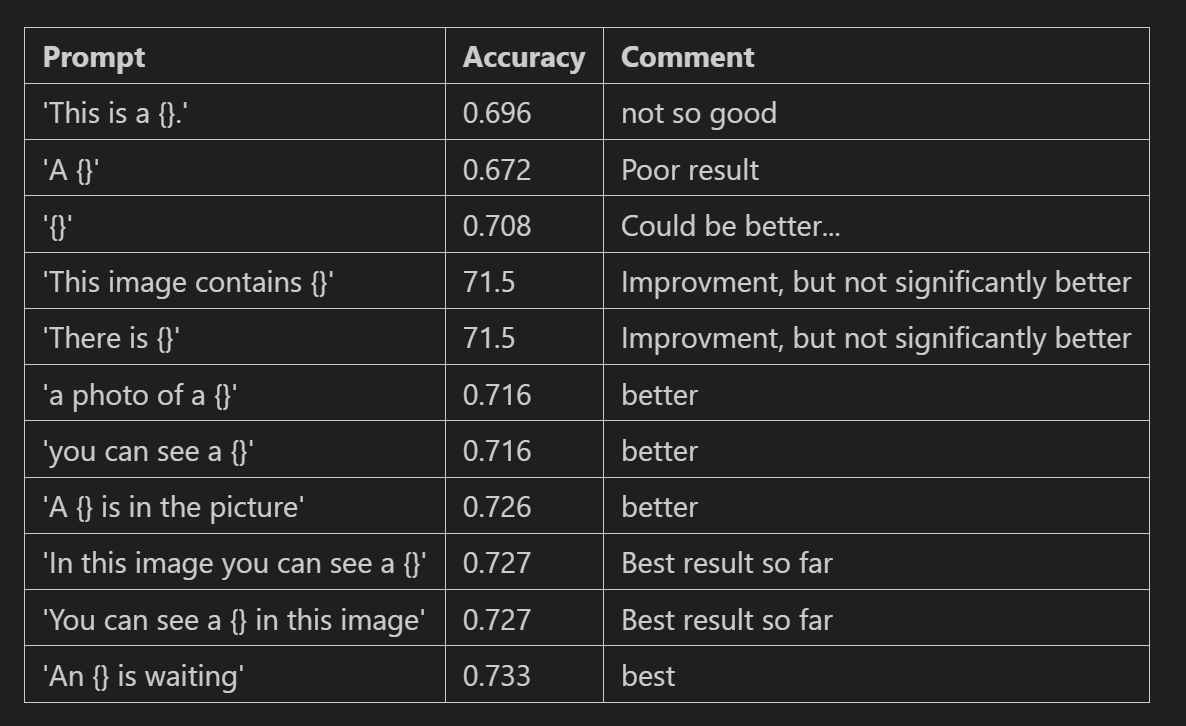 Prompt Accuracy Comment
'This is a {}.' 0.696 not so good
'A {}' 0.672 Poor result
'{}' 0.708 Could be better...
'This image contains {}' 71.5 Improvment, but not significantly better
'There is {}' 71.5 Improvment, but not significantly better
'a photo of a {}' 0.716 better
'you can see a {}' 0.716 better
'A {} is in the picture' 0.726 better
'In this image you can see a {}' 0.727 Best result so far
'You can see a {} in this image' 0.727 Best result so far
'An {} is waiting' 0.733 best